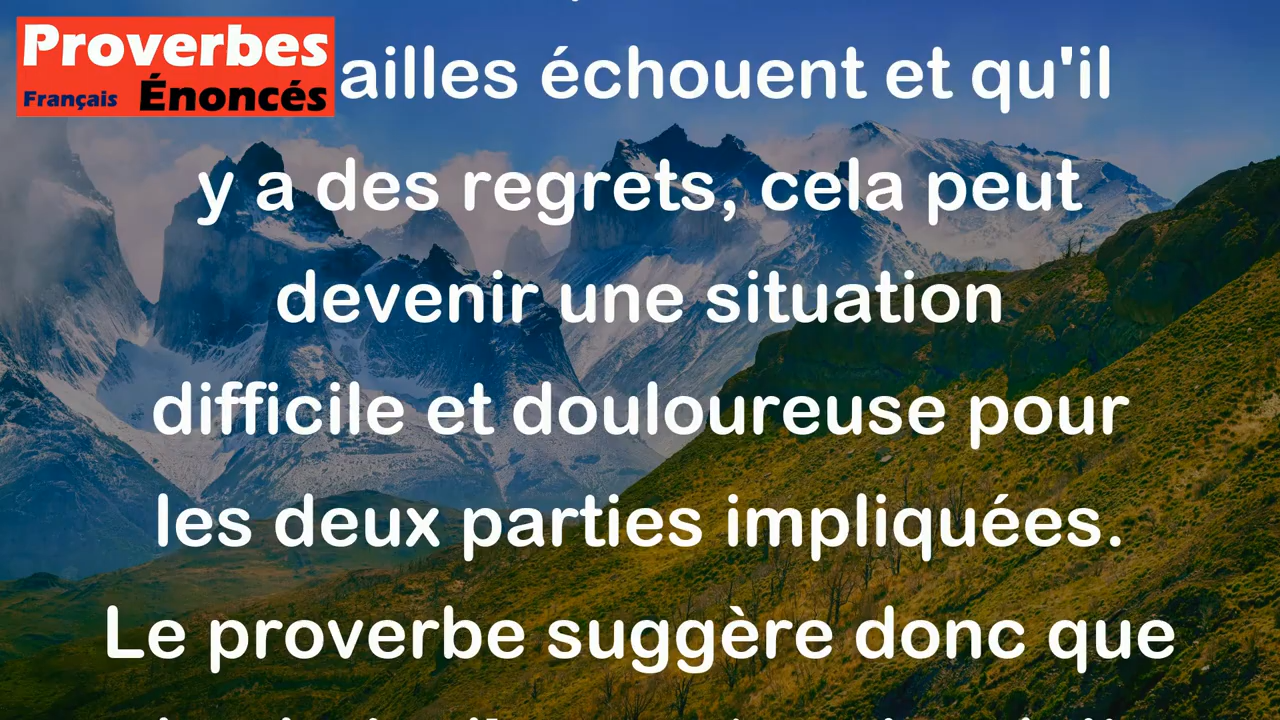 Proverbes
Français Énoncés
ailles échouent et qu'il
y a des regrets, cela peut
devenir une situation
difficile et douloureuse pour
les deux parties impliquées.
Le proverbe suggère donc que